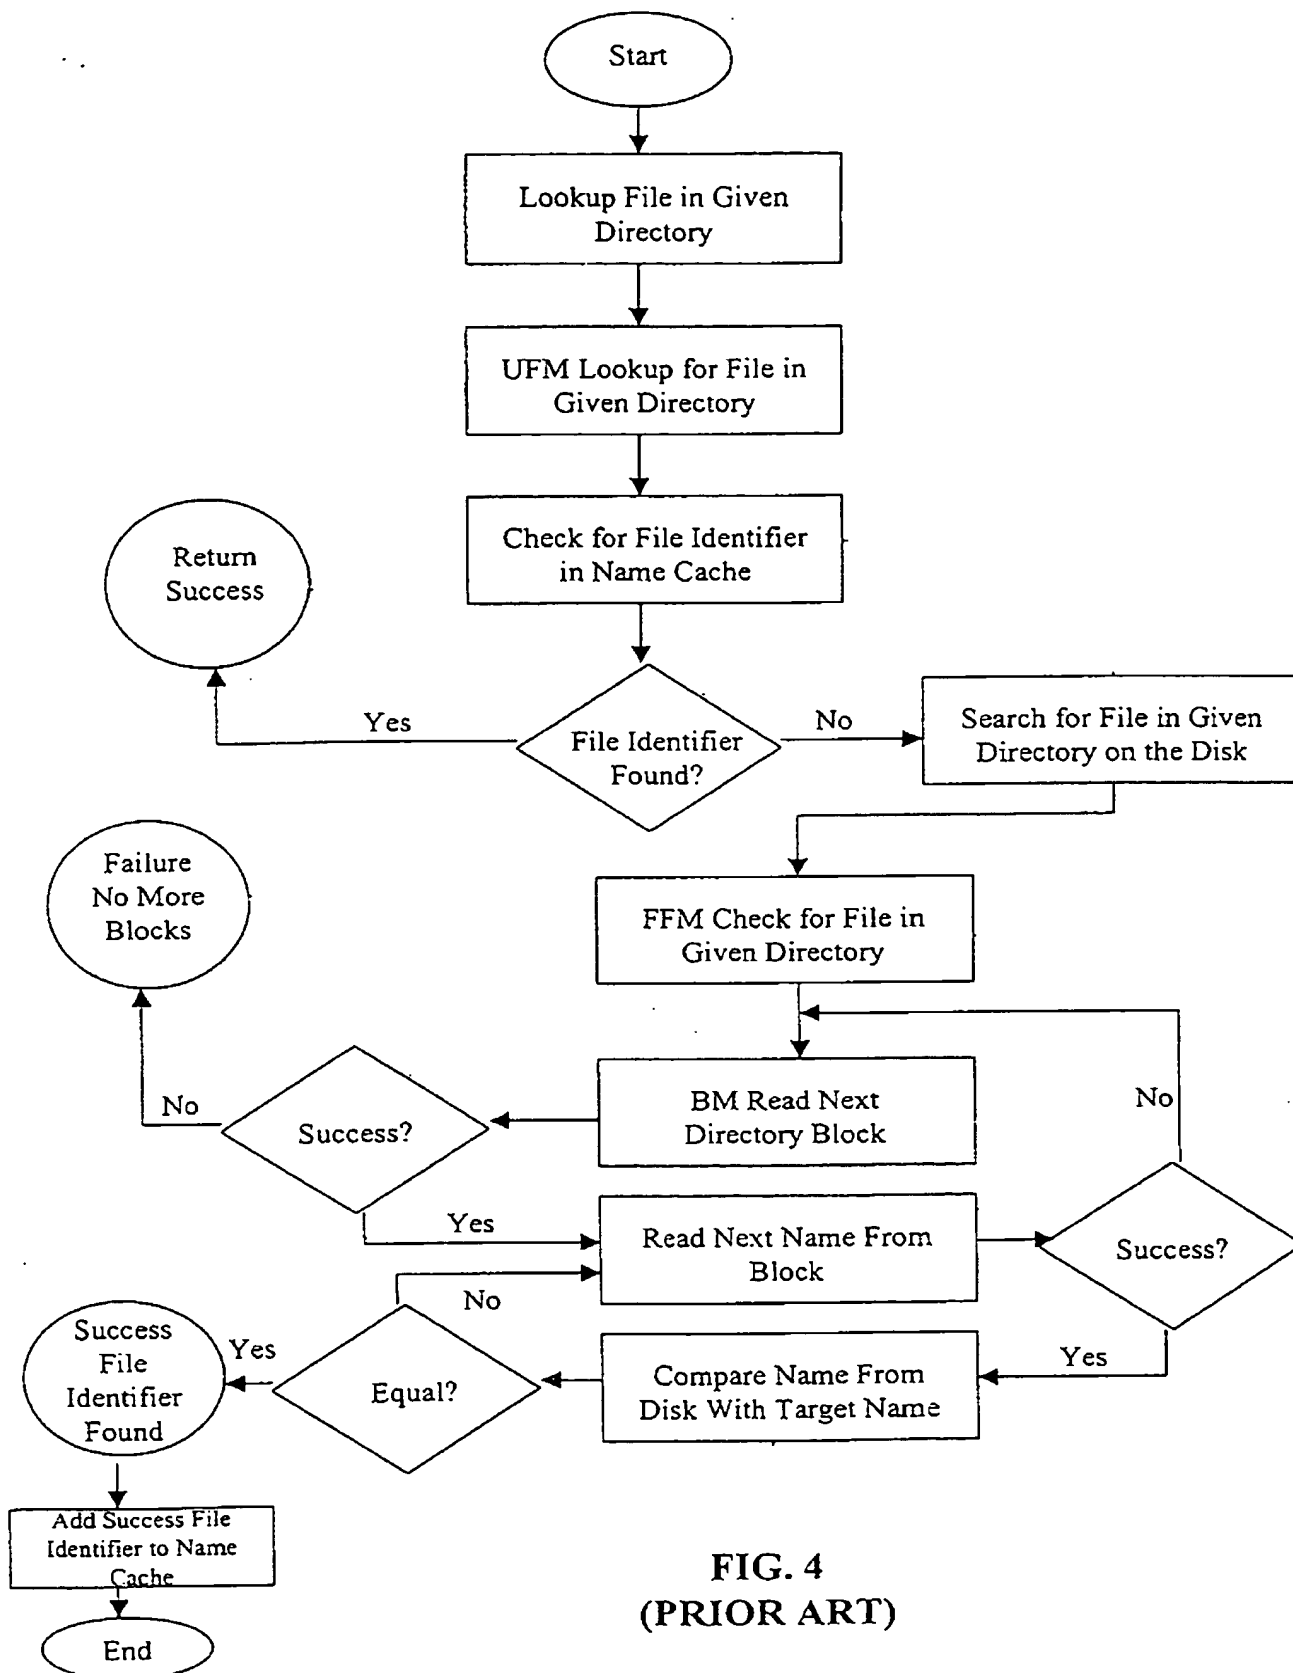 Start
Lookup File in Given
Directory
UFM Lookup for File in
Given Directory
Check for File Identifier
in Name Cache
Return
Success
Yes
File Identifier
Found?
No
Search for File in Given
Directory on the Disk
Failure
No More
Blocks
FFM Check for File in
Given Directory
No
Success?
BM Read Next
Directory Block
No
Yes
Read Next Name From
Block
Success?
No
Success
File
Identifier
Found
Yes
Equal?
Compare Name From
Disk With Target Name
Yes
Add Success File
Identifier to Name
Cache
End
FIG. 4
(PRIOR ART)